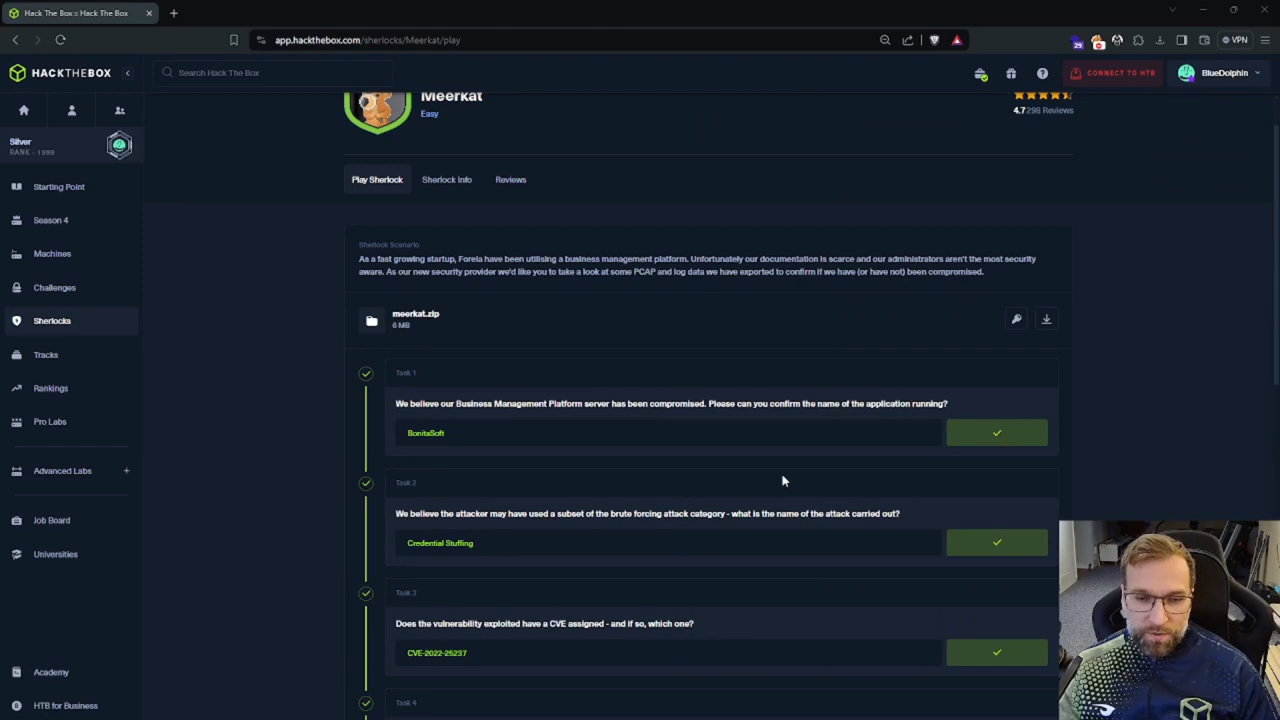 Hack The Box :: Hack The Box
app.hackthebox.com/sherlocks/Meerkat/play
29
VPN
HACKTHEBOX
Search Hack The Box
CONNECT TO HTB
BlueDolphin
Silver
RANK - 1999
Starting Point
Season 4
Machines
Challenges
Sherlocks
Tracks
Rankings
Pro Labs
Advanced Labs
Job Board
Universities
Academy
HTB for Business
Meerkat
Easy
4.7 298 Reviews
Play Sherlock
Sherlock Info
Reviews
Sherlock Scenario
As a fast growing startup, Forela have been utilising a business management platform. Unfortunately our documentation is scarce and our administrators aren't the most security
aware. As our new security provider we'd like you to take a look at some PCAP and log data we have exported to confirm if we have (or have not) been compromised.
meerkat.zip
6 MB
Task 1
We believe our Business Management Platform server has been compromised. Please can you confirm the name of the application running?
BonitaSoft
Task 2
We believe the attacker may have used a subset of the brute forcing attack category - what is the name of the attack carried out?
Credential Stuffing
Task 3
Does the vulnerability exploited have a CVE assigned - and if so, which one?
CVE-2022-25237
Task 4